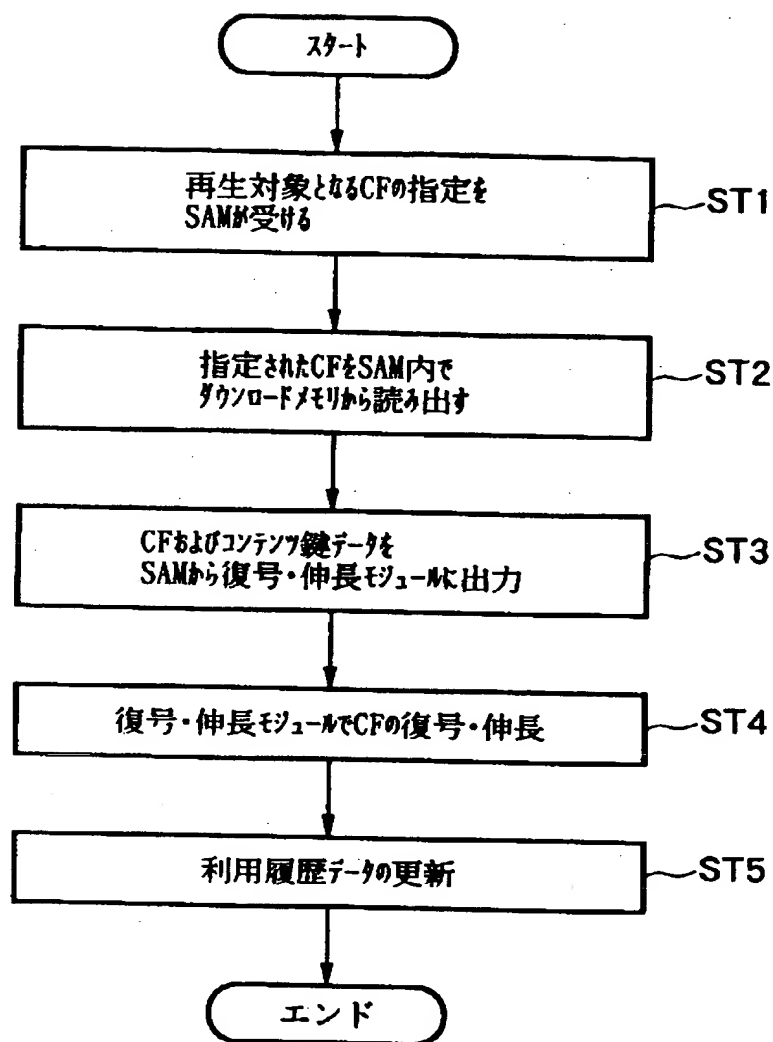 スタート
再生対象となるCFの指定を
SAMが受ける
ST1
指定されたCFをSAM内で
ダウンロードメモリから読み出す
ST2
CFおよびコンテンツ鍵データを
SAMから復号・伸長モジュールに出力
ST3
復号・伸長モジュールでCFの復号・伸長
ST4
利用履歴データの更新
ST5
エンド